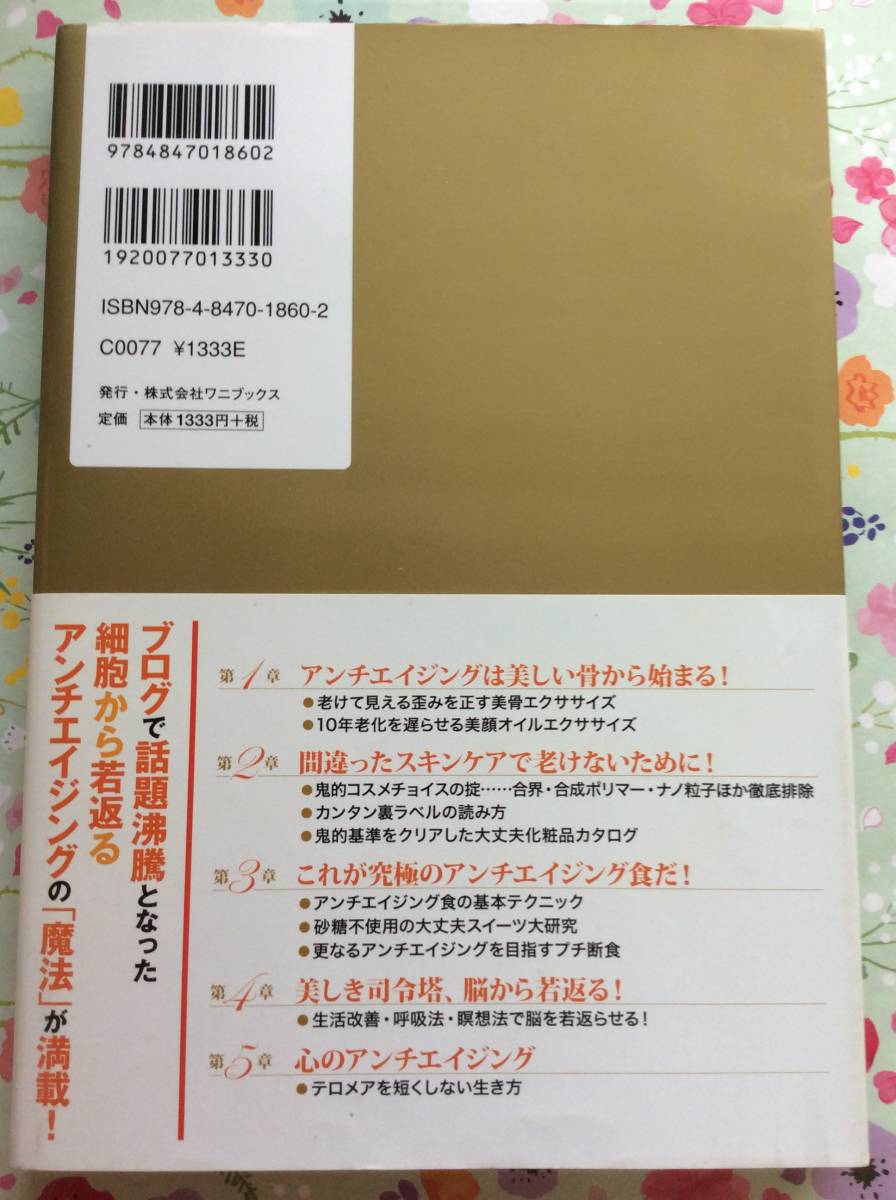 9784847018602
1920077013330
ISBN978-4-8470-1860-2
C0077 ¥1333E
発行・株式会社ワニブックス
定価 本体1333円+税
ブログで話題沸騰となった
細胞から若返る
アンチエイジングの「魔法」が満載！
第1章 アンチエイジングは美しい骨から始まる！
●老けて見える歪みを正す美骨エクササイズ
●10年老化を遅らせる美顔オイルエクササイズ
第2章 間違ったスキンケアで老けないために！
●鬼的コスメチョイスの掟……合界・合成ポリマー・ナノ粒子ほか徹底排除
●カンタン裏ラベルの読み方
●鬼的基準をクリアした大丈夫化粧品カタログ
第3章 これが究極のアンチエイジング食だ！
●アンチエイジング食の基本テクニック
●砂糖不使用の大丈夫スイーツ大研究
●更なるアンチエイジングを目指すプチ断食
第4章 美しき司令塔、脳から若返る！
●生活改善・呼吸法・瞑想法で脳を若返らせる！
第5章 心のアンチエイジング
●テロメアを短くしない生き方